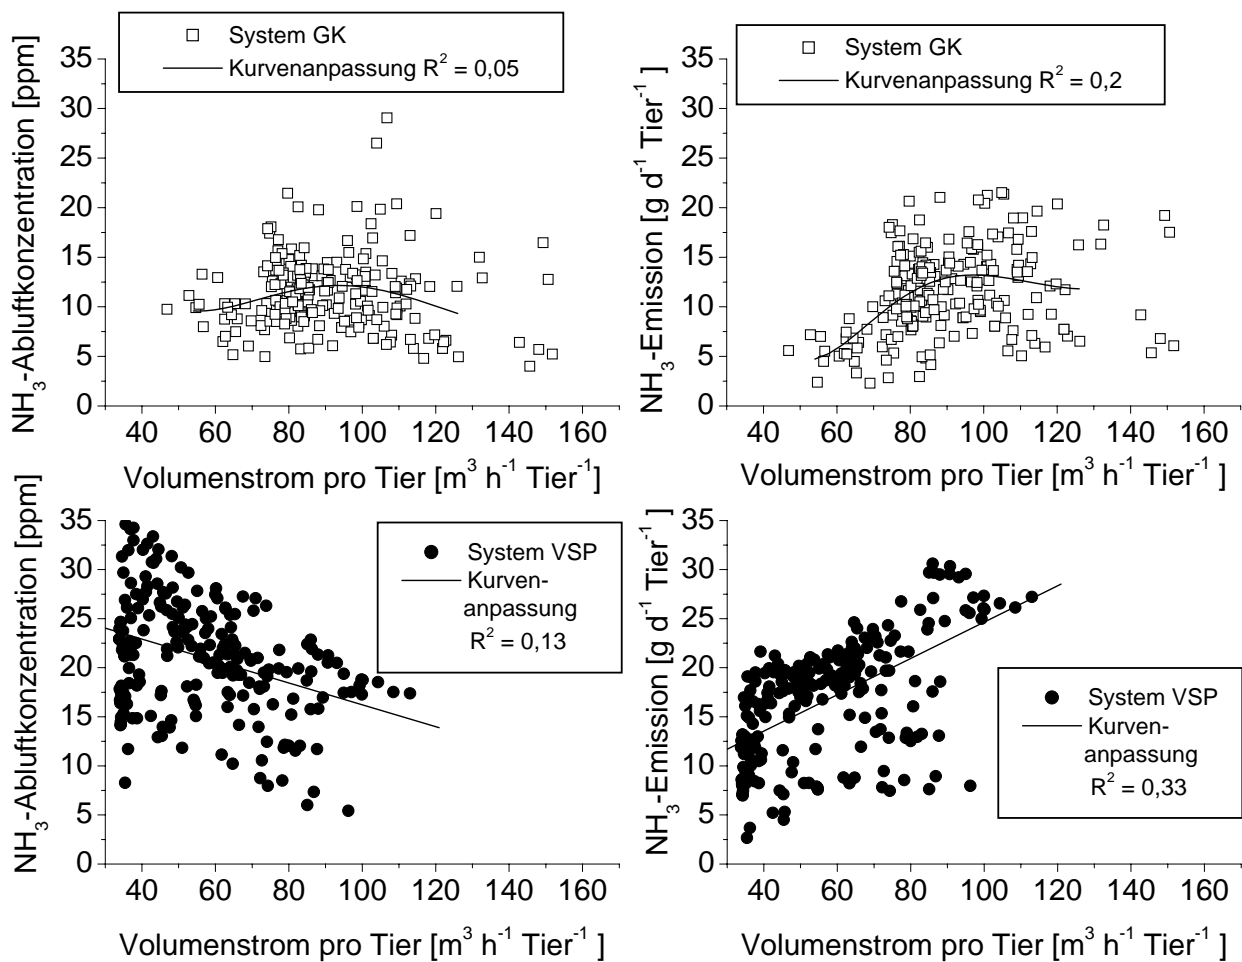 System GK
Kurvenanpassung R² = 0,05
NH₃-Abluftkonzentration [ppm]
35
30
25
20
15
10
5
0
40 60 80 100 120 140 160
Volumenstrom pro Tier [m³ h⁻¹ Tier⁻¹ ]
System GK
Kurvenanpassung R² = 0,2
NH₃-Emission [g d⁻¹ Tier⁻¹ ]
35
30
25
20
15
10
5
0
40 60 80 100 120 140 160
Volumenstrom pro Tier [m³ h⁻¹ Tier⁻¹ ]
System VSP
Kurven-
anpassung
R² = 0,13
NH₃-Abluftkonzentration [ppm]
35
30
25
20
15
10
5
0
40 60 80 100 120 140 160
Volumenstrom pro Tier [m³ h⁻¹ Tier⁻¹ ]
System VSP
Kurven-
anpassung
R² = 0,33
NH₃-Emission [g d⁻¹ Tier⁻¹ ]
35
30
25
20
15
10
5
0
40 60 80 100 120 140 160
Volumenstrom pro Tier [m³ h⁻¹ Tier⁻¹ ]